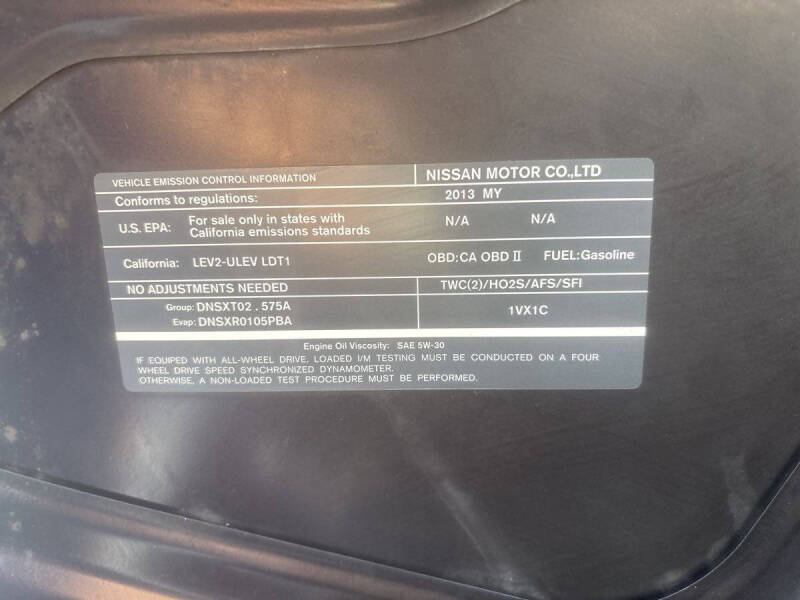 VEHICLE EMISSION CONTROL INFORMATION NISSAN MOTOR CO.,LTD
Conforms to regulations: 2013 MY
U.S. EPA: For sale only in states with California emissions standards N/A N/A
California: LEV2-ULEV LDT1 OBD:CA OBD II FUEL:Gasoline
NO ADJUSTMENTS NEEDED TWC(2)/HO2S/AFS/SFI
Group: DNSXT02.575A
Evap: DNSXR0105PBA 1VX1C
Engine Oil Viscosity: SAE 5W-30
IF EQUIPED WITH ALL-WHEEL DRIVE, LOADED I/M TESTING MUST BE CONDUCTED ON A FOUR
WHEEL DRIVE SPEED SYNCHRONIZED DYNAMOMETER.
OTHERWISE, A NON-LOADED TEST PROCEDURE MUST BE PERFORMED.